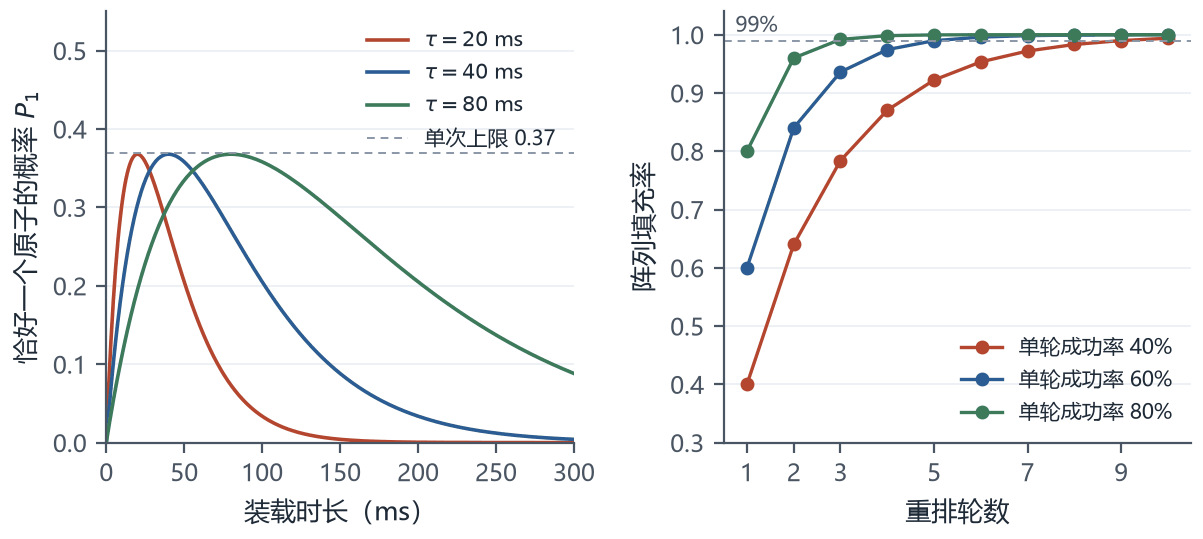 恰好一个原子的概率 P₁
0.5
0.4
0.3
0.2
0.1
0.0
τ = 20 ms
τ = 40 ms
τ = 80 ms
单次上限 0.37
0 50 100 150 200 250 300
装载时长（ms）
阵列填充率
1.0
0.9
0.8
0.7
0.6
0.5
0.4
0.3
99%
单轮成功率 40%
单轮成功率 60%
单轮成功率 80%
1 2 3 5 7 9
重排轮数